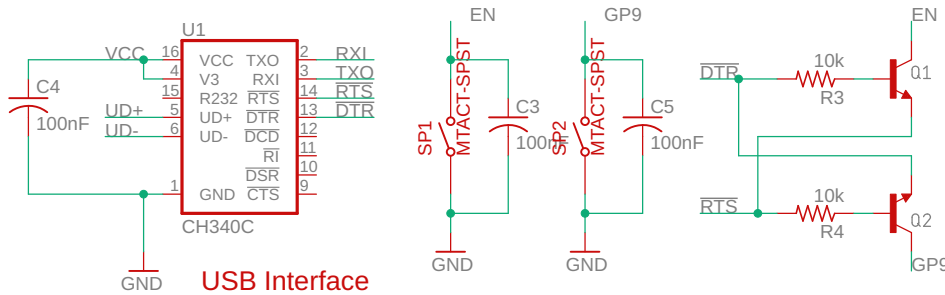 U1
VCC
16
4
15
5
6
1
VCC
V3
R232
UD+
UD-
GND
TXO
RXI
RTS
DTR
DCD
RI
DSR
CTS
2
3
14
13
12
11
10
9
RXI
TXO
RTS
DTR
UD+
UD-
C4
100nF
CH340C
GND
USB Interface
EN
SP1
MTACT-SPST
C3
100nF
GND
GP9
SP2
MTACT-SPST
C5
100nF
GND
EN
DTR
10k
R3
Q1
RTS
10k
R4
Q2
GP9